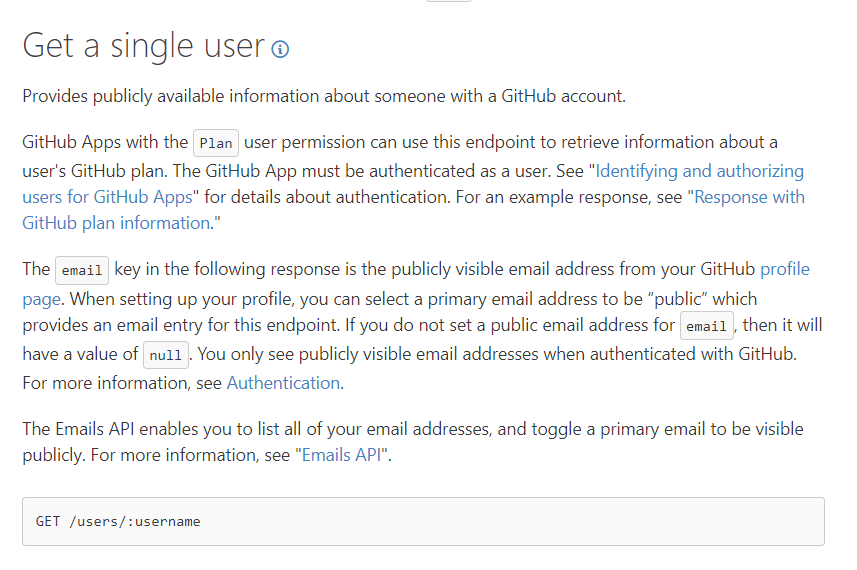 Get a single user
Provides publicly available information about someone with a GitHub account.
GitHub Apps with the Plan user permission can use this endpoint to retrieve information about a
user's GitHub plan. The GitHub App must be authenticated as a user. See "Identifying and authorizing
users for GitHub Apps" for details about authentication. For an example response, see "Response with
GitHub plan information."
The email key in the following response is the publicly visible email address from your GitHub profile
page. When setting up your profile, you can select a primary email address to be “public” which
provides an email entry for this endpoint. If you do not set a public email address for email, then it will
have a value of null. You only see publicly visible email addresses when authenticated with GitHub.
For more information, see Authentication.
The Emails API enables you to list all of your email addresses, and toggle a primary email to be visible
publicly. For more information, see "Emails API".
GET /users/:username